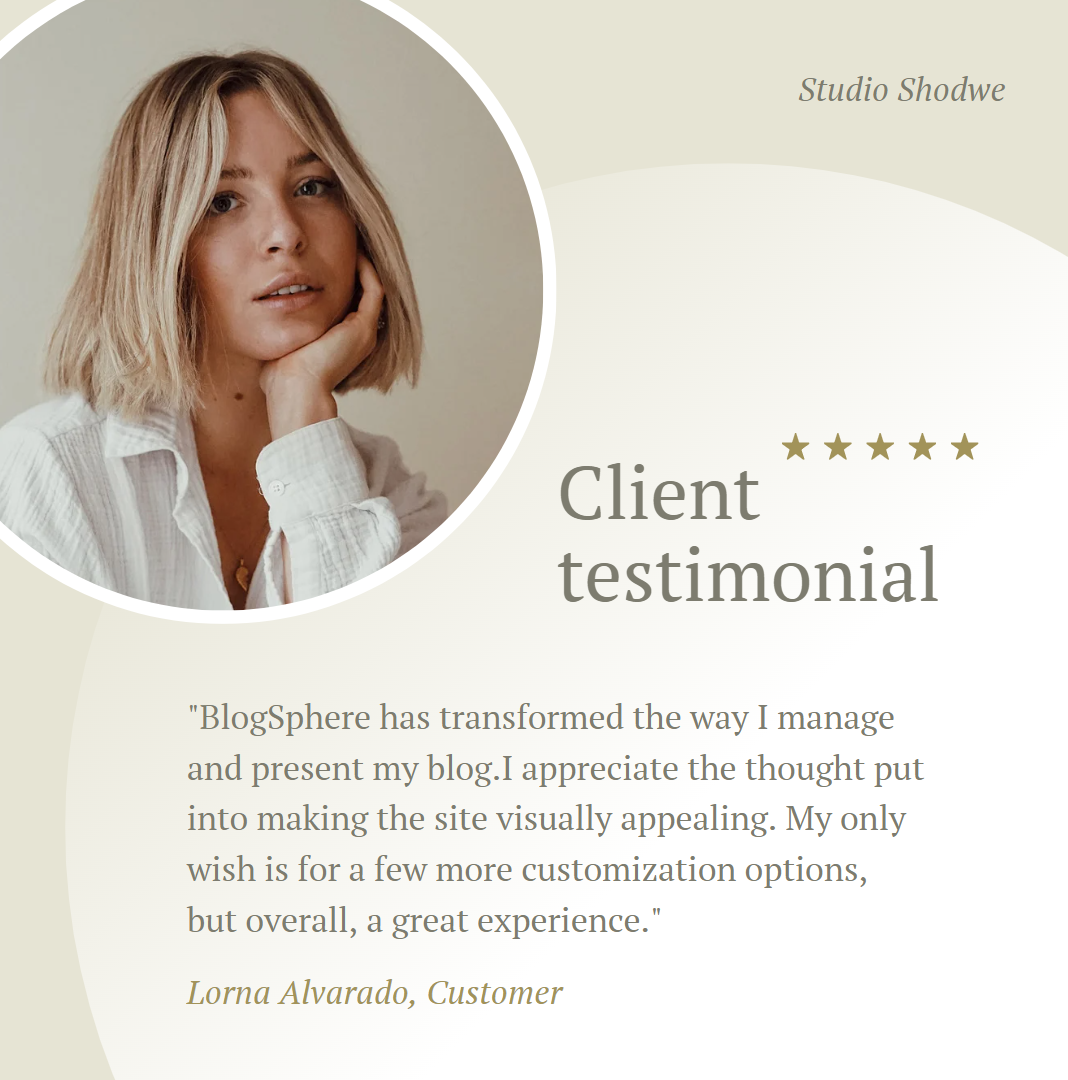 Studio Shodwe
Client
testimonial
"BlogSphere has transformed the way I manage
and present my blog.I appreciate the thought put
into making the site visually appealing. My only
wish is for a few more customization options,
but overall, a great experience."
Lorna Alvarado, Customer